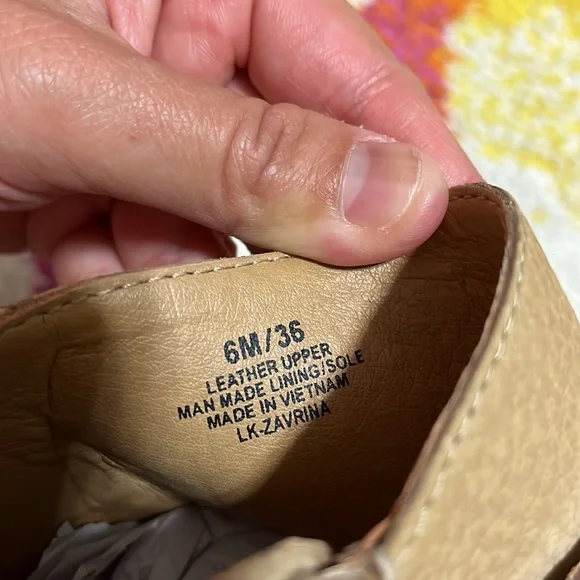 6M/36
LEATHER UPPER
MAN MADE LINING/SOLE
MADE IN VIETNAM
LK-ZAVRINA